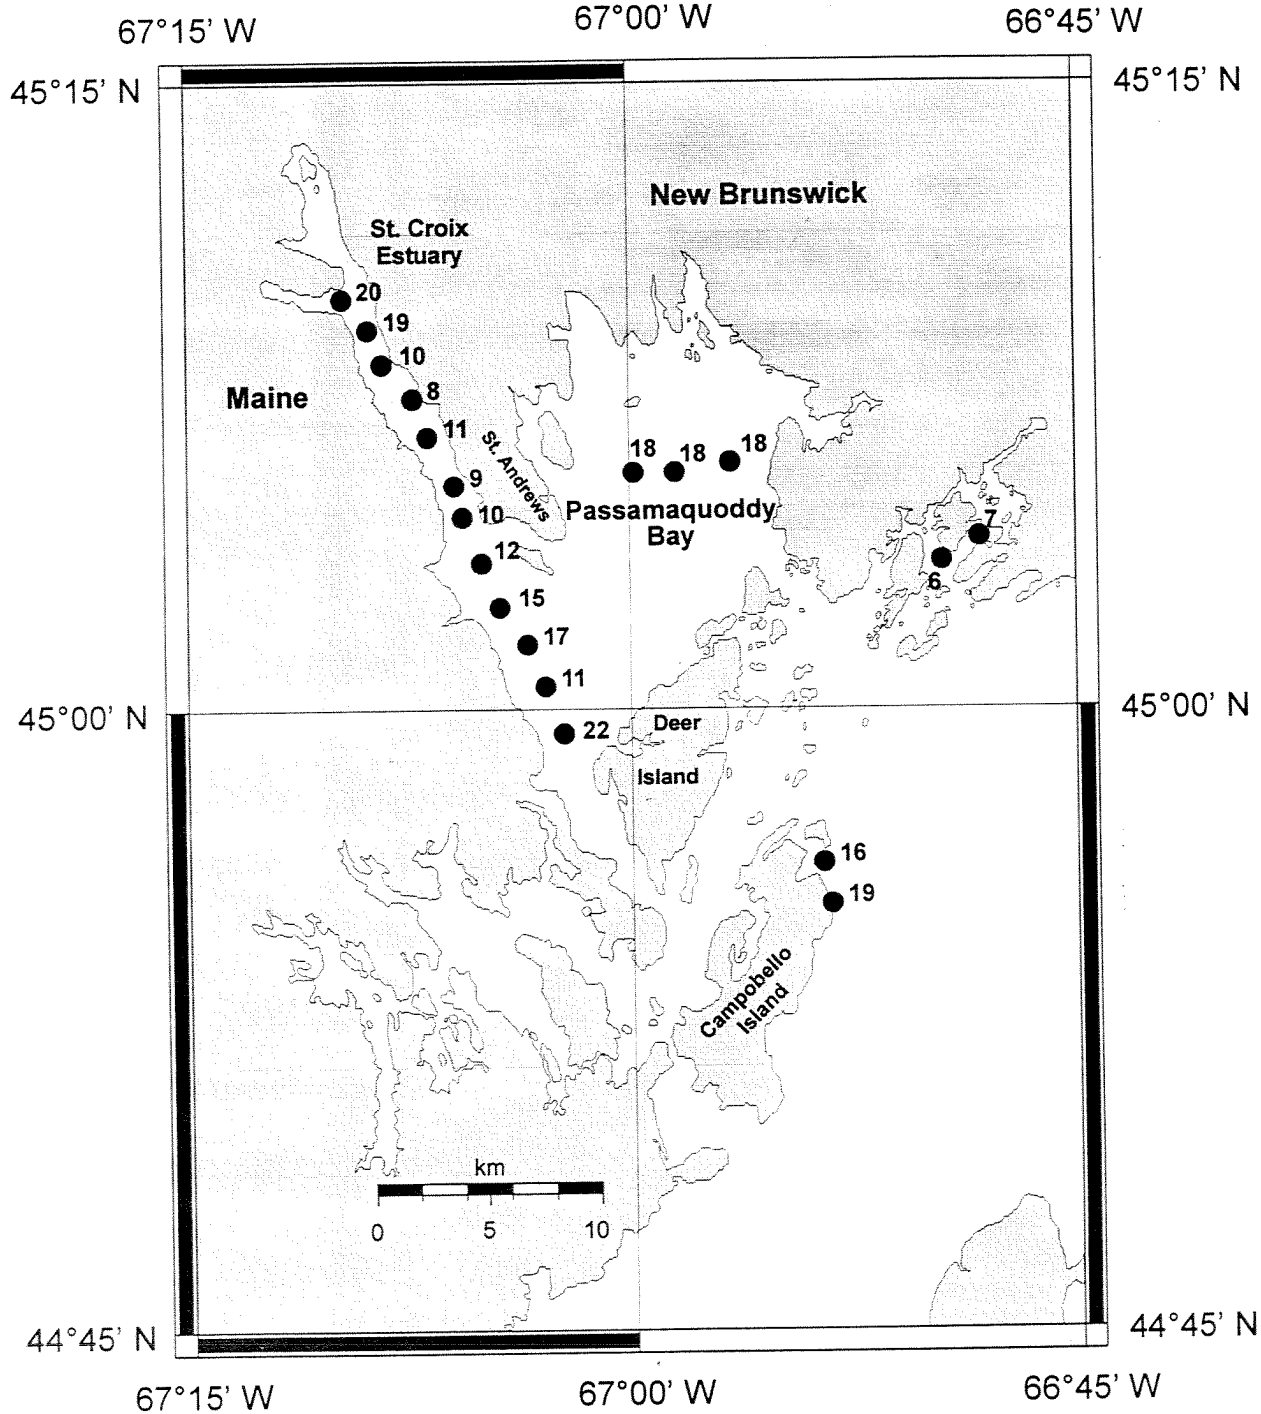 67°15' W
67°00' W
66°45' W
45°15' N
45°15' N
New Brunswick
St. Croix
Estuary
20
19
10
Maine
8
11
St. Andrews
18
18
18
9
10
Passamaquoddy
Bay
7
6
12
15
17
11
45°00' N
45°00' N
22
Deer
Island
16
19
Campobello
Island
km
0
5
10
44°45' N
44°45' N
67°15' W
67°00' W
66°45' W